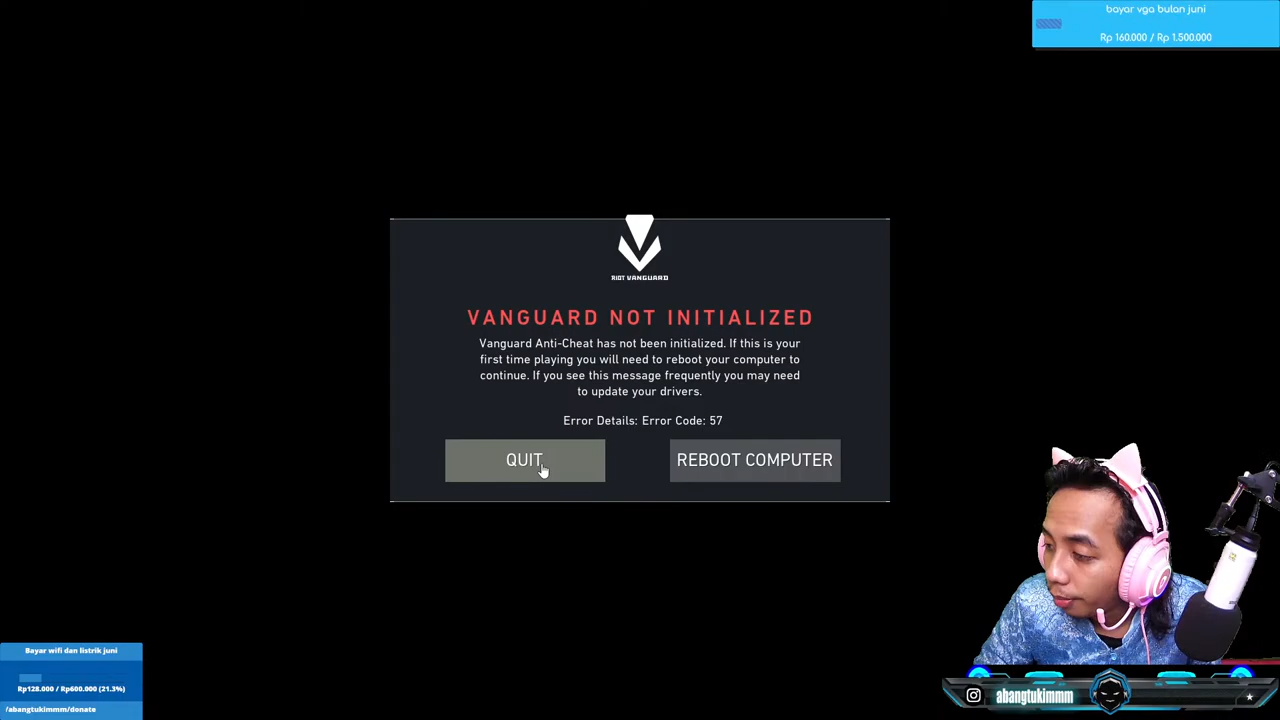 bayar vga bulan juni
Rp 160.000 / Rp 1.500.000
RIOT VANGUARD
VANGUARD NOT INITIALIZED
Vanguard Anti-Cheat has not been initialized. If this is your
first time playing you will need to reboot your computer to
continue. If you see this message frequently you may need
to update your drivers.
Error Details: Error Code: 57
QUIT
REBOOT COMPUTER
Bayar wifi dan listrik juni
Rp128.000 / Rp600.000 (21.3%)
/abangtukimmm/donate
abangtukimmm